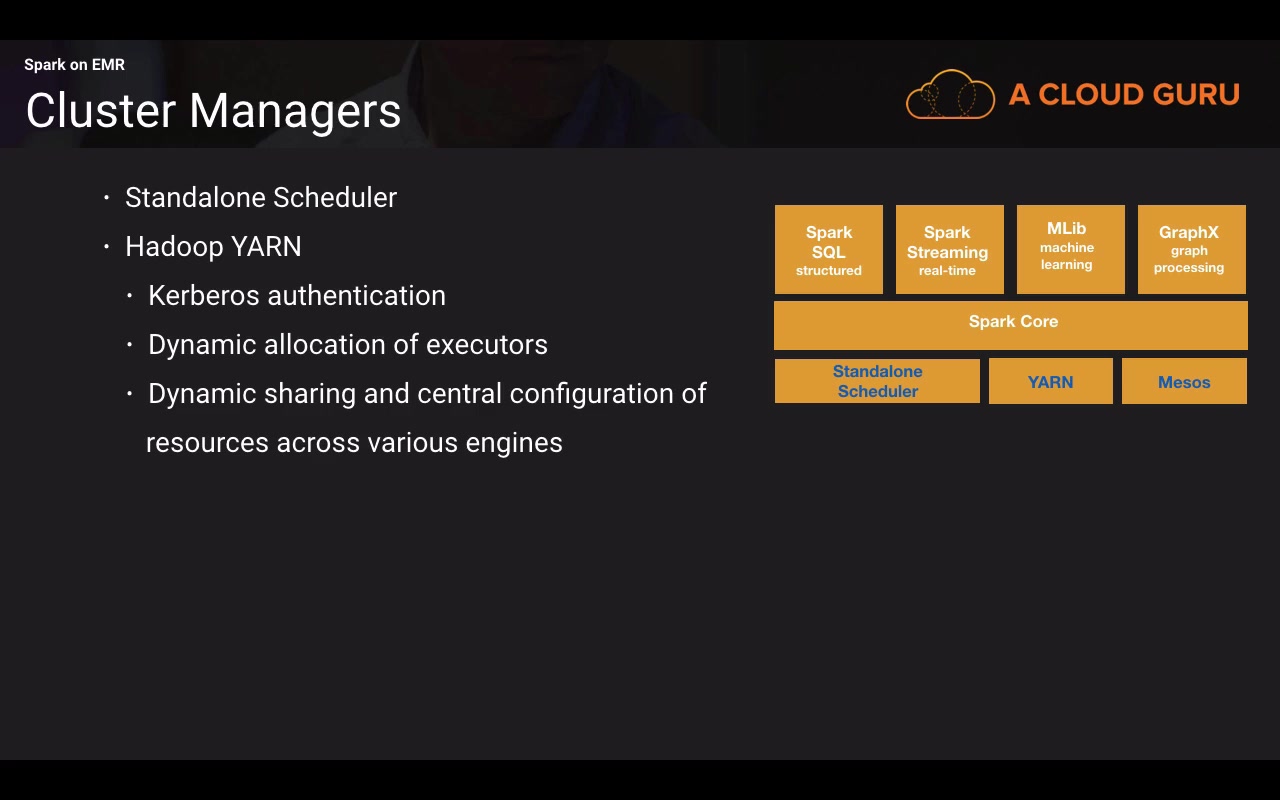 Spark on EMR
Cluster Managers
A CLOUD GURU
· Standalone Scheduler
· Hadoop YARN
· Kerberos authentication
· Dynamic allocation of executors
· Dynamic sharing and central configuration of
resources across various engines
Spark
SQL
structured
Spark
Streaming
real-time
MLib
machine
learning
GraphX
graph
processing
Spark Core
Standalone
Scheduler
YARN
Mesos